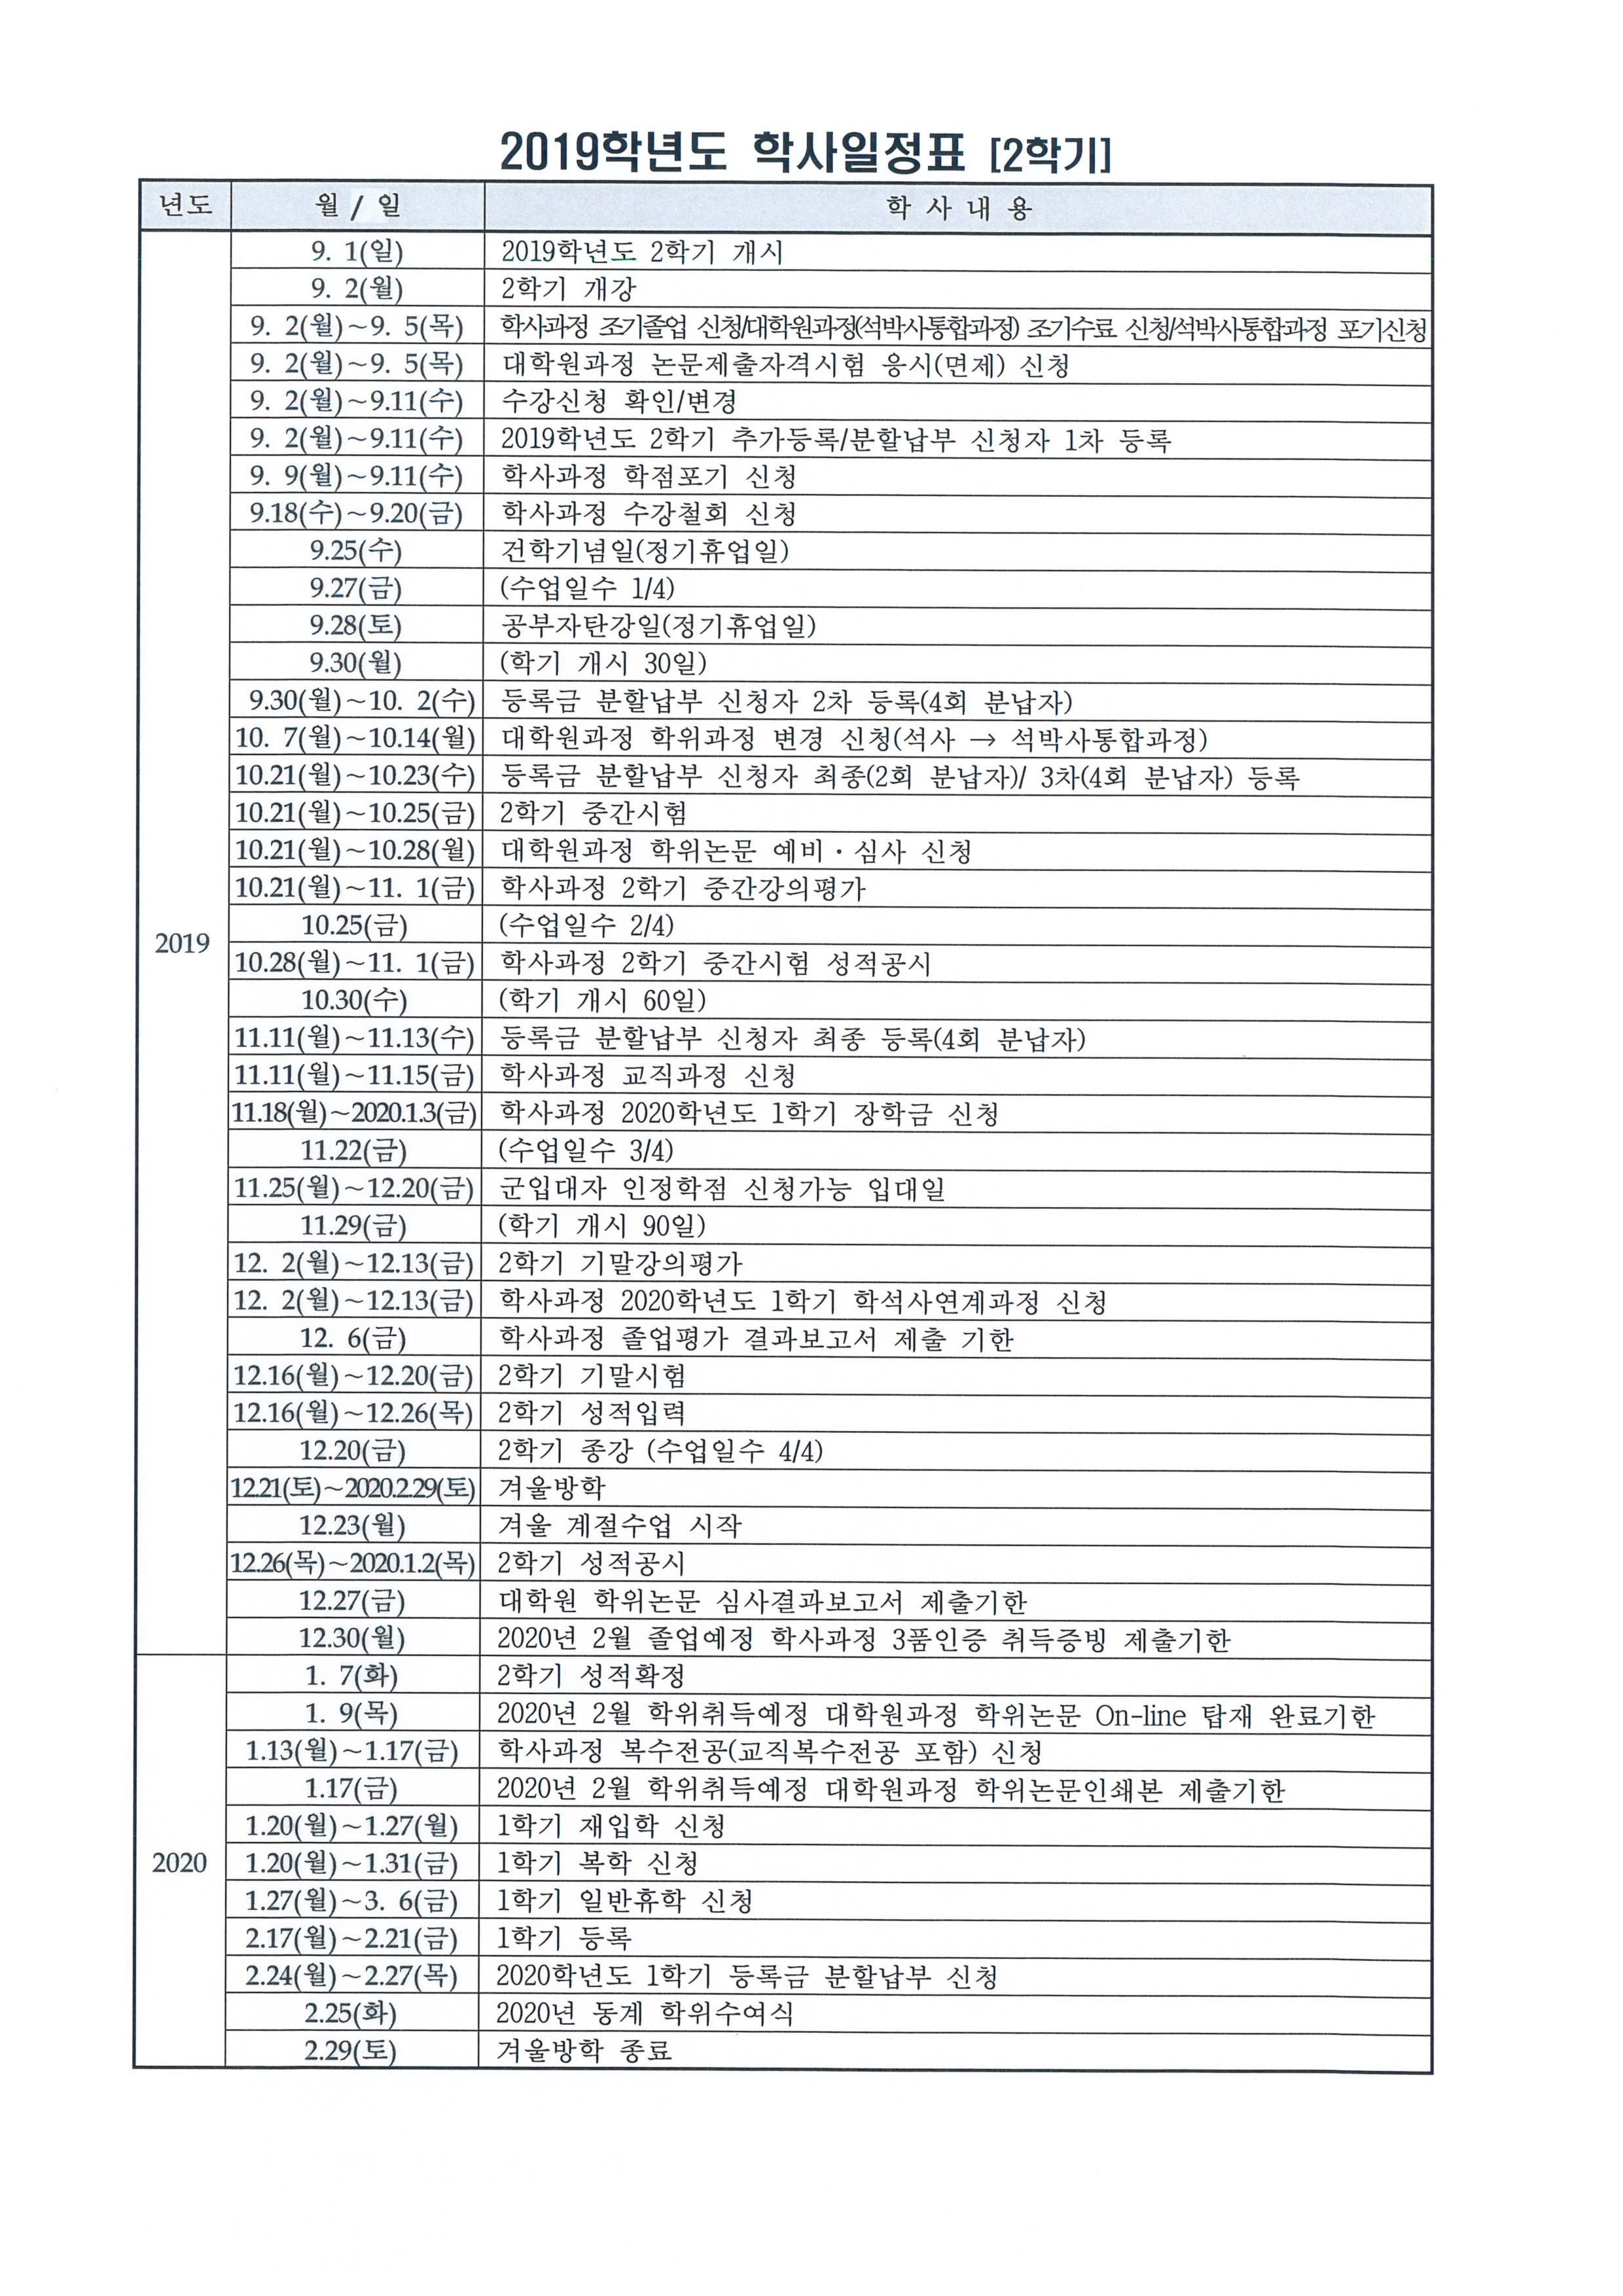 2019학년도 학사일정표 [2학기]
년도 월 / 일 학 사 내 용
9. 1(일) 2019학년도 2학기 개시
9. 2(월) 2학기 개강
9. 2(월)~9. 5(목) 학사과정 조기졸업 신청/대학원과정(석박사통합과정) 조기수료 신청/석박사통합과정 포기신청
9. 2(월)~9. 5(목) 대학원과정 논문제출자격시험 응시(면제) 신청
9. 2(월)~9.11(수) 수강신청 확인/변경
9. 2(월)~9.11(수) 2019학년도 2학기 추가등록/분할납부 신청자 1차 등록
9. 9(월)~9.11(수) 학사과정 학점포기 신청
9.18(수)~9.20(금) 학사과정 수강철회 신청
9.25(수) 건학기념일(정기휴업일)
9.27(금) (수업일수 1/4)
9.28(토) 공부자탄강일(정기휴업일)
9.30(월) (학기 개시 30일)
9.30(월)~10. 2(수) 등록금 분할납부 신청자 2차 등록(4회 분납자)
10. 7(월)~10.14(월) 대학원과정 학위과정 변경 신청(석사 → 석박사통합과정)
10.21(월)~10.23(수) 등록금 분할납부 신청자 최종(2회 분납자)/ 3차(4회 분납자) 등록
10.21(월)~10.25(금) 2학기 중간시험
10.21(월)~10.28(월) 대학원과정 학위논문 예비·심사 신청
10.21(월)~11. 1(금) 학사과정 2학기 중간강의평가
10.25(금) (수업일수 2/4)
2019
10.28(월)~11. 1(금) 학사과정 2학기 중간시험 성적공시
10.30(수) (학기 개시 60일)
11.11(월)~11.13(수) 등록금 분할납부 신청자 최종 등록(4회 분납자)
11.11(월)~11.15(금) 학사과정 교직과정 신청
11.18(월)~2020.1.3(금) 학사과정 2020학년도 1학기 장학금 신청
11.22(금) (수업일수 3/4)
11.25(월)~12.20(금) 군입대자 인정학점 신청가능 입대일
11.29(금) (학기 개시 90일)
12. 2(월)~12.13(금) 2학기 기말강의평가
12. 2(월)~12.13(금) 학사과정 2020학년도 1학기 학석사연계과정 신청
12. 6(금) 학사과정 졸업평가 결과보고서 제출 기한
12.16(월)~12.20(금) 2학기 기말시험
12.16(월)~12.26(목) 2학기 성적입력
12.20(금) 2학기 종강 (수업일수 4/4)
12.21(토)~2020.2.29(토) 겨울방학
12.23(월) 겨울 계절수업 시작
12.26(목)~2020.1.2(목) 2학기 성적공시
12.27(금) 대학원 학위논문 심사결과보고서 제출기한
12.30(월) 2020년 2월 졸업예정 학사과정 3품인증 취득증빙 제출기한
1. 7(화) 2학기 성적확정
1. 9(목) 2020년 2월 학위취득예정 대학원과정 학위논문 On-line 탑재 완료기한
1.13(월)~1.17(금) 학사과정 복수전공(교직복수전공 포함) 신청
1.17(금) 2020년 2월 학위취득예정 대학원과정 학위논문인쇄본 제출기한
1.20(월)~1.27(월) 1학기 재입학 신청
2020 1.20(월)~1.31(금) 1학기 복학 신청
1.27(월)~3. 6(금) 1학기 일반휴학 신청
2.17(월)~2.21(금) 1학기 등록
2.24(월)~2.27(목) 2020학년도 1학기 등록금 분할납부 신청
2.25(화) 2020년 동계 학위수여식
2.29(토) 겨울방학 종료